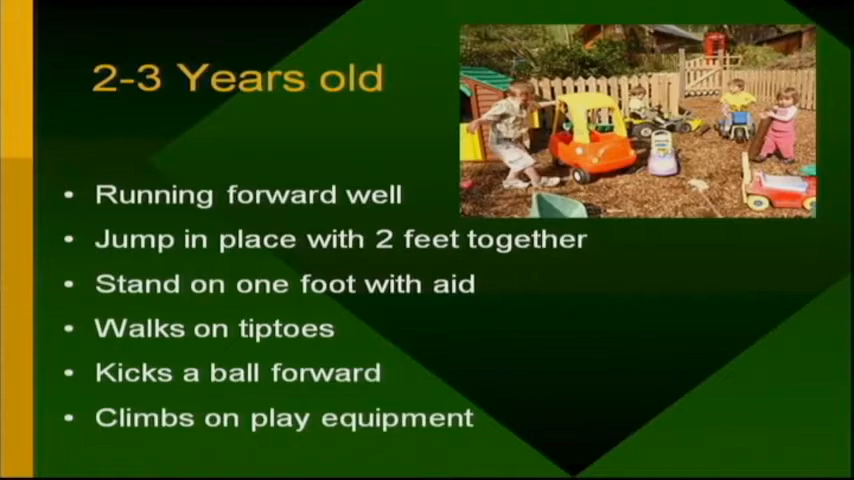 2-3 Years old
• Running forward well
• Jump in place with 2 feet together
• Stand on one foot with aid
• Walks on tiptoes
• Kicks a ball forward
• Climbs on play equipment